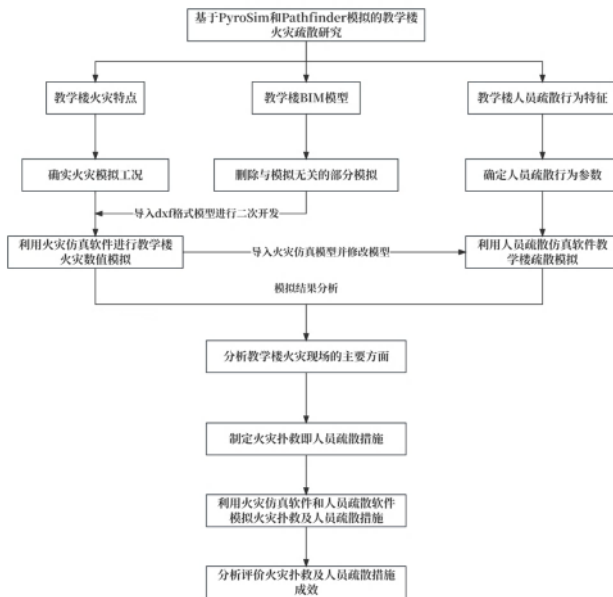 基于PyroSim和Pathfinder模拟的教学楼
火灾疏散研究
教学楼火灾特点
教学楼BIM模型
教学楼人员疏散行为特征
确实火灾模拟工况
删除与模拟无关的部分模拟
确定人员疏散行为参数
导入dxf格式模型进行二次开发
利用火灾仿真软件进行教学楼
火灾数值模拟
导入火灾仿真模型并修改模型
利用人员疏散仿真软件教
学楼疏散模拟
模拟结果分析
分析教学楼火灾现场的主要方面
制定火灾扑救即人员疏散措施
利用火灾仿真软件和人员疏散软件
模拟火灾扑救及人员疏散措施
分析评价火灾扑救及人员疏散措施
成效